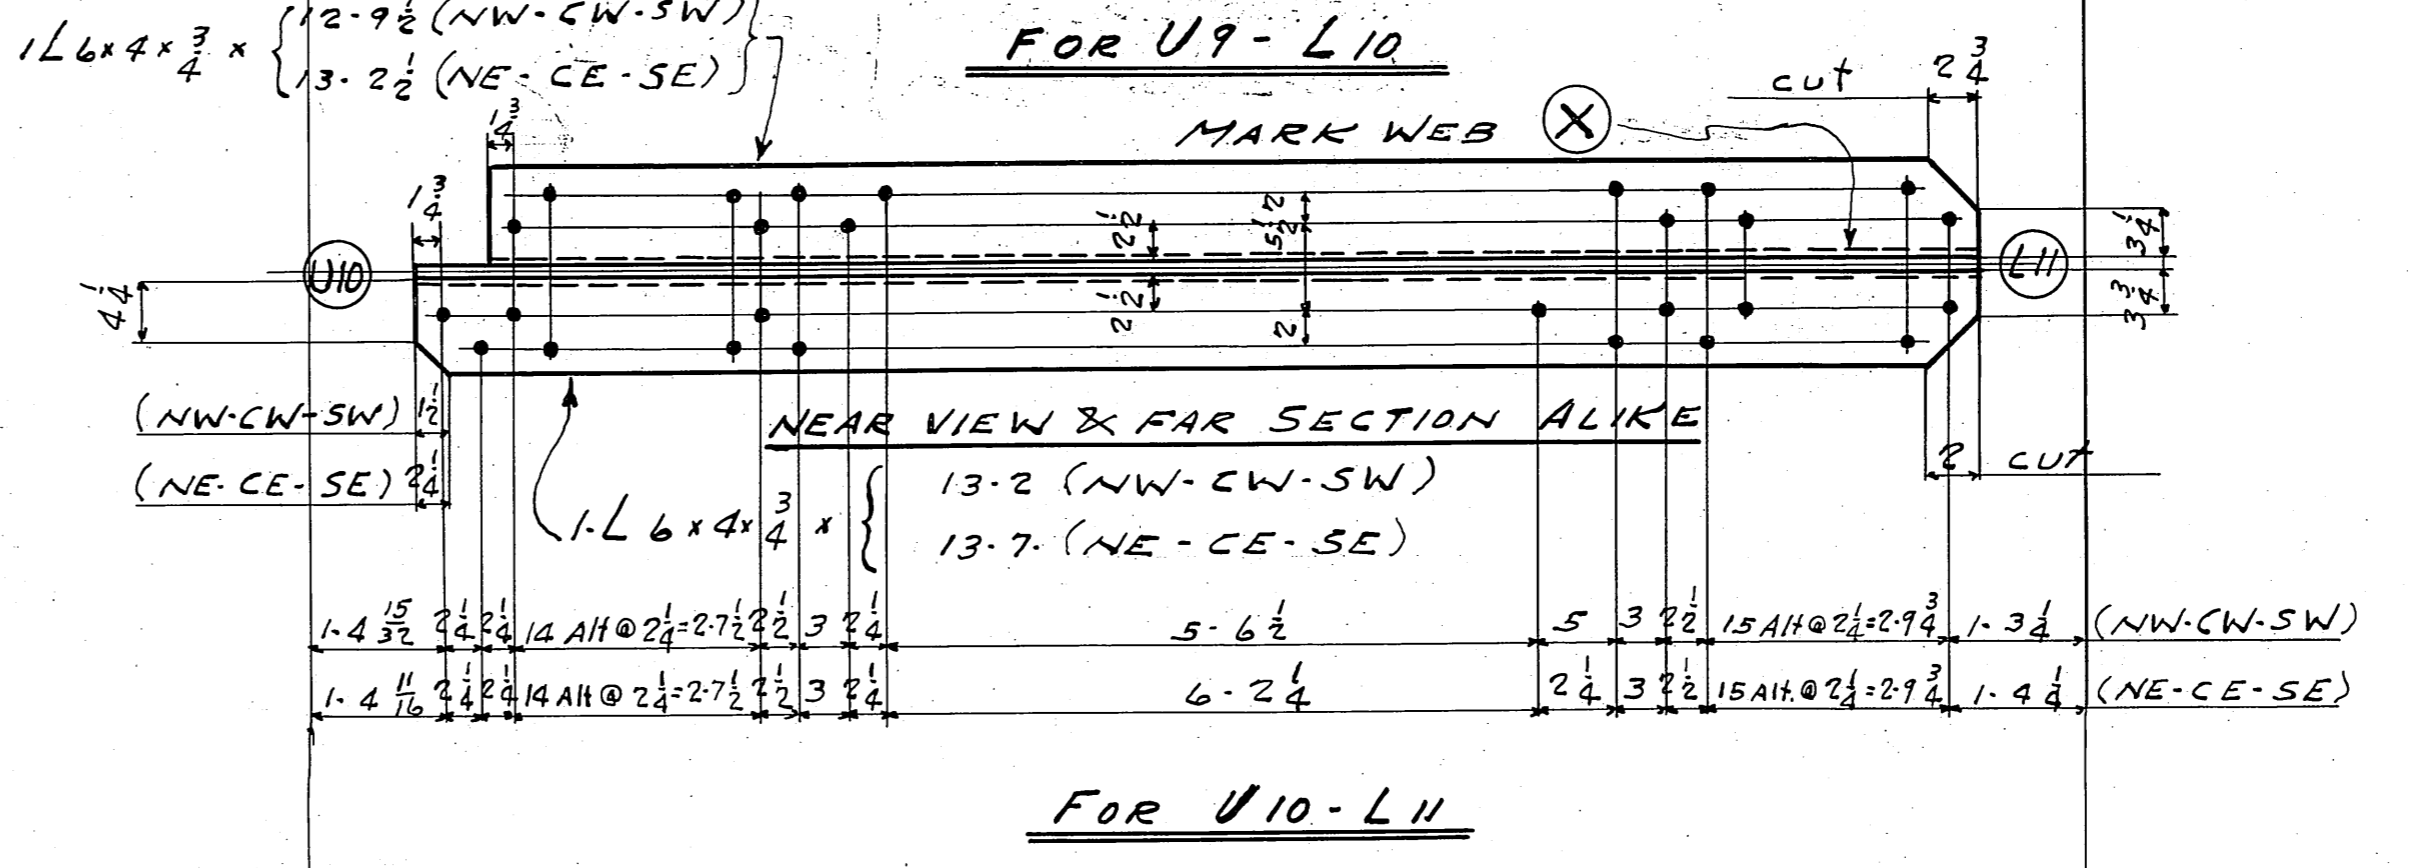 1 L 6 x 4 x 3/4 x { 12-9 1/2 (NW-CW-SW)
13-2 1/2 (NE-CE-SE) }
FOR U9-L10
cut
2 3/4
MARK WEB
X
1 3/4
1 3/4
U10
L11
4 1/4
2 1/2
2 1/2
2
5 1/2
2
3 1/4
3 3/4
(NW-CW-SW) 1 1/2
(NE-CE-SE) 2 1/4
NEAR VIEW & FAR SECTION ALIKE
2 cut
1-L 6 x 4 x 3/4 x { 13-2 (NW-CW-SW)
13-7. (NE-CE-SE)
1-4 15/32 2 1/4 2 1/4 14 Alt @ 2 1/4=2-7 1/2 2 1/2 3 2 1/4 5-6 1/2 5 3 2 1/2 15 Alt @ 2 1/4=2-9 3/4 1-3 1/4 (NW-CW-SW)
1-4 11/16 2 1/4 2 1/4 14 Alt @ 2 1/4=2-7 1/2 2 1/2 3 2 1/4 6-2 1/4 2 1/4 3 2 1/2 15 Alt. @ 2 1/4=2-9 3/4 1-4 1/4 (NE-CE-SE)
FOR U10-L11